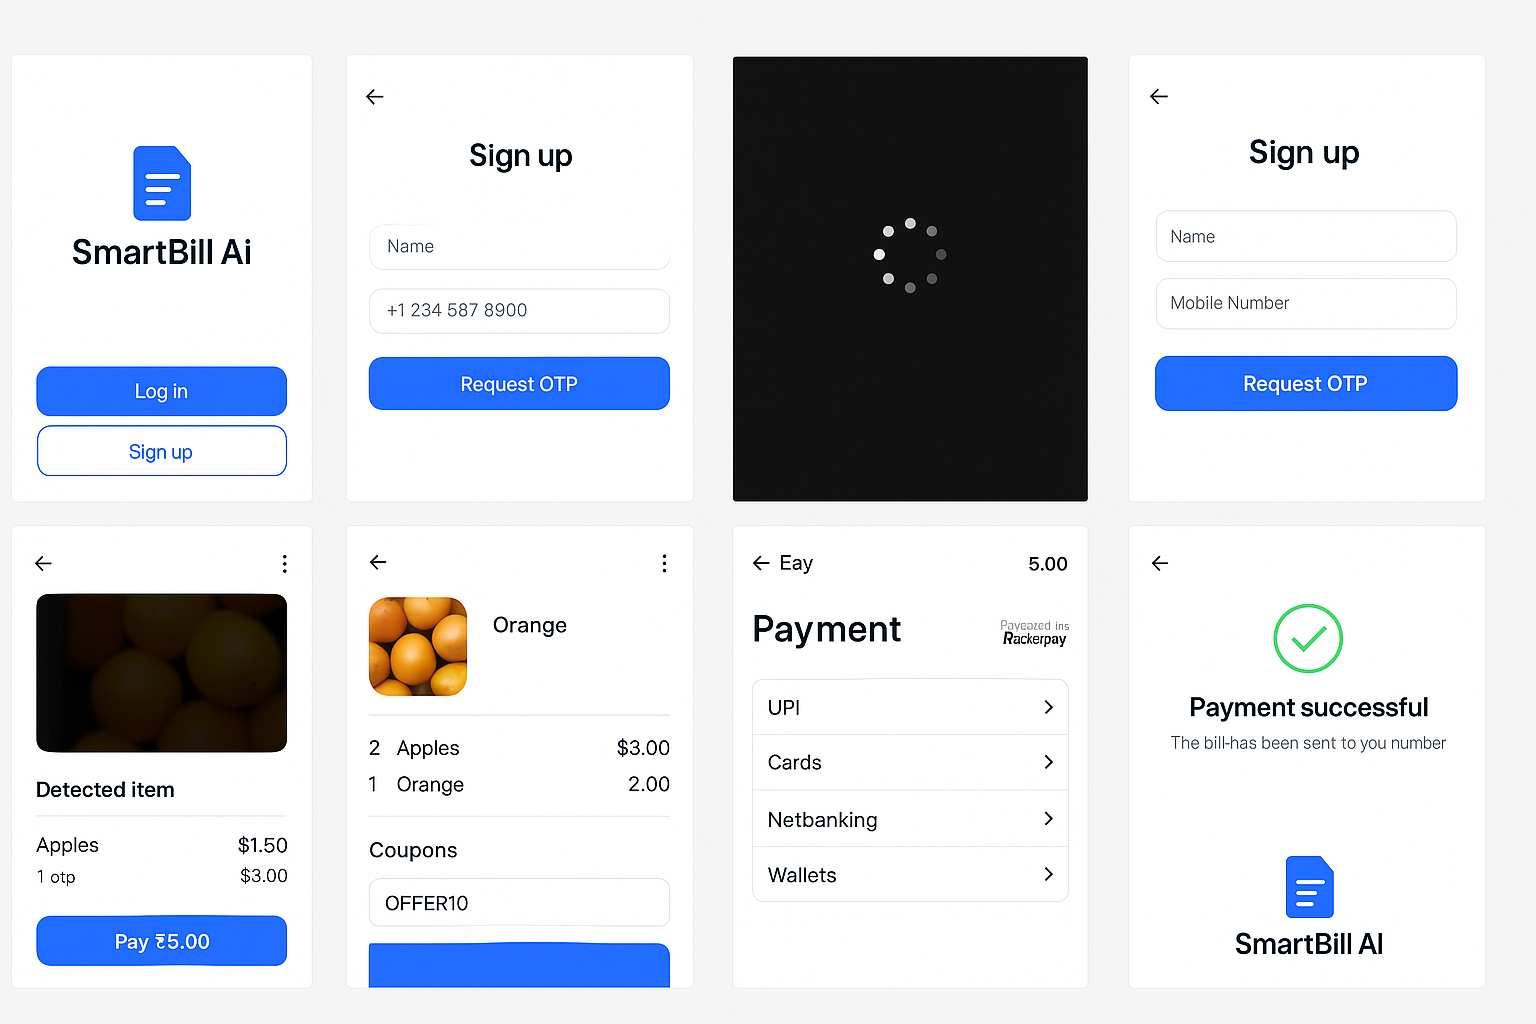 SmartBill Ai
Log in
Sign up
Sign up
Name
+1 234 587 8900
Request OTP
Sign up
Name
Mobile Number
Request OTP
Detected item
Apples $1.50
1 otp $3.00
Pay ₹5.00
Orange
2 Apples $3.00
1 Orange 2.00
Coupons
OFFER10
Eay 5.00
Payment
Payeazed ins
Rackerpay
UPI
Cards
Netbanking
Wallets
Payment successful
The bill-has been sent to you number
SmartBill AI